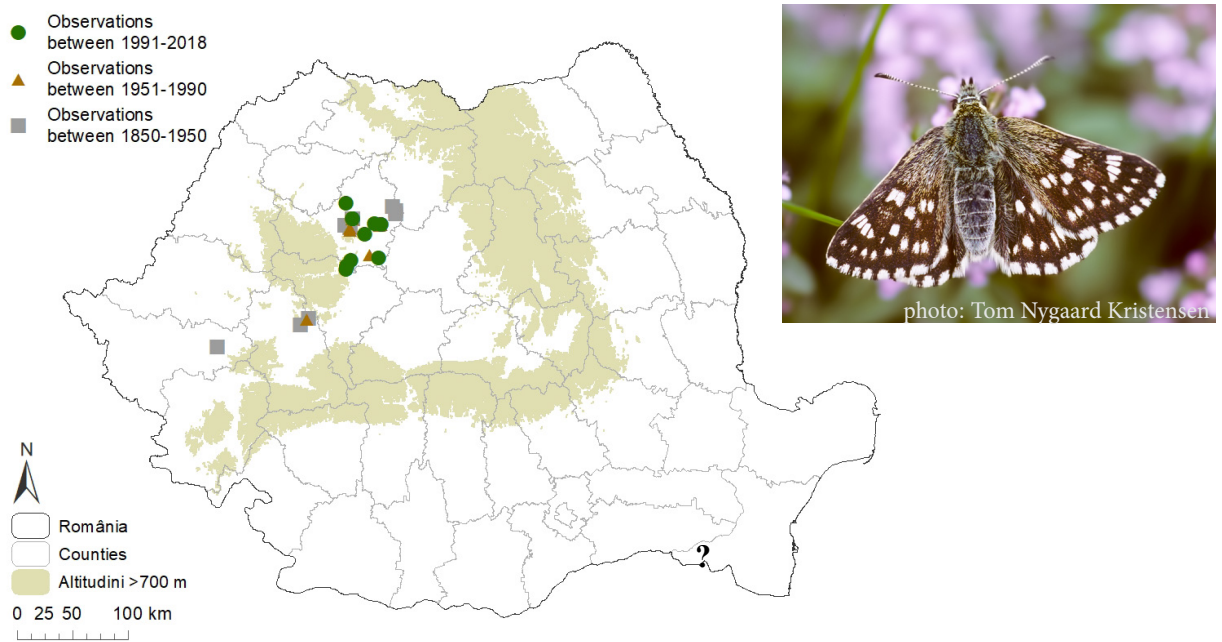 Observations
between 1991-2018
Observations
between 1951-1990
Observations
between 1850-1950
photo: Tom Nygaard Kristensen
?
N
România
Counties
Altitudini >700 m
0 25 50 100 km